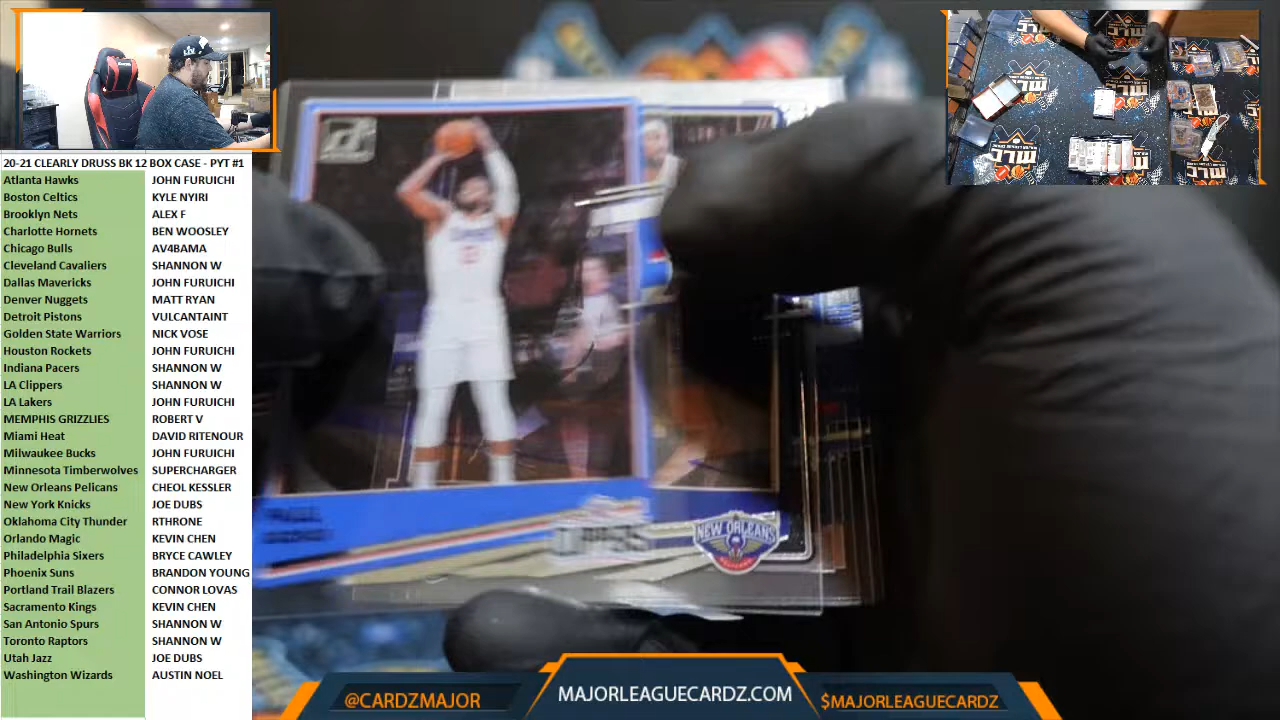 20-21 CLEARLY DRUSS BK 12 BOX CASE - PYT #1
Atlanta Hawks JOHN FURUICHI
Boston Celtics KYLE NYIRI
Brooklyn Nets ALEX F
Charlotte Hornets BEN WOOSLEY
Chicago Bulls AV4BAMA
Cleveland Cavaliers SHANNON W
Dallas Mavericks JOHN FURUICHI
Denver Nuggets MATT RYAN
Detroit Pistons VULCANTAINT
Golden State Warriors NICK VOSE
Houston Rockets JOHN FURUICHI
Indiana Pacers SHANNON W
LA Clippers SHANNON W
LA Lakers JOHN FURUICHI
MEMPHIS GRIZZLIES ROBERT V
Miami Heat DAVID RITENOUR
Milwaukee Bucks JOHN FURUICHI
Minnesota Timberwolves SUPERCHARGER
New Orleans Pelicans CHEOL KESSLER
New York Knicks JOE DUBS
Oklahoma City Thunder RTHRONE
Orlando Magic KEVIN CHEN
Philadelphia Sixers BRYCE CAWLEY
Phoenix Suns BRANDON YOUNG
Portland Trail Blazers CONNOR LOVAS
Sacramento Kings KEVIN CHEN
San Antonio Spurs SHANNON W
Toronto Raptors SHANNON W
Utah Jazz JOE DUBS
Washington Wizards AUSTIN NOEL
NEW ORLEANS
@CARDZMAJOR
MAJORLEAGUECARDZ.COM
$MAJORLEAGUECARDZ